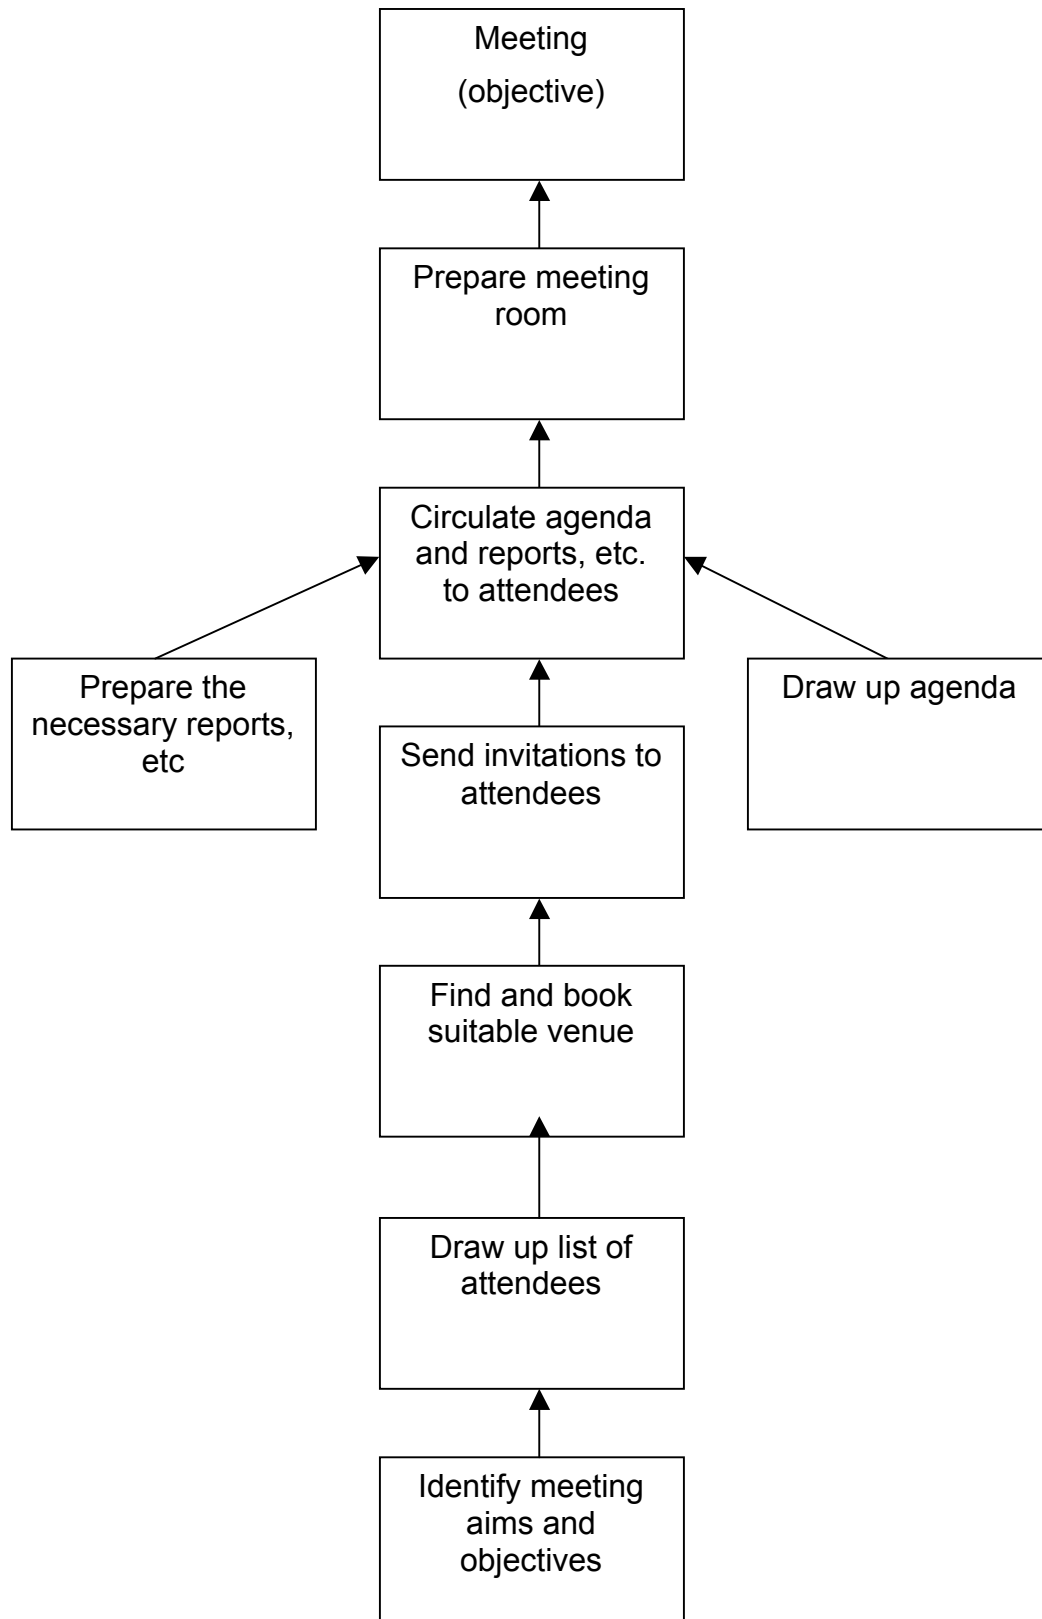 Meeting
(objective)
Prepare meeting
room
Circulate agenda
and reports, etc.
to attendees
Prepare the
necessary reports,
etc
Draw up agenda
Send invitations to
attendees
Find and book
suitable venue
Draw up list of
attendees
Identify meeting
aims and
objectives